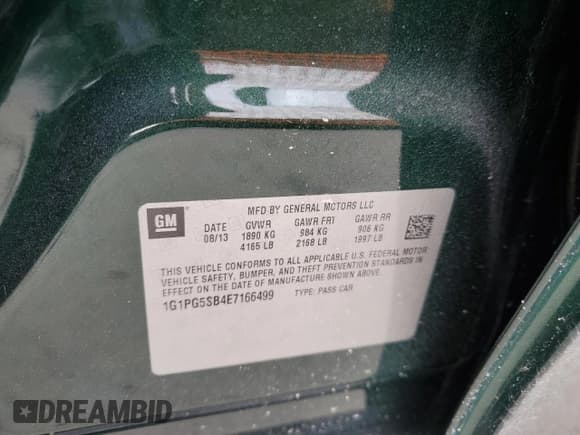 GM
MFD BY GENERAL MOTORS LLC
DATE GVWR GAWR FRT GAWR RR
08/13 1890 KG 984 KG 906 KG
4165 LB 2168 LB 1997 LB
THIS VEHICLE CONFORMS TO ALL APPLICABLE U.S. FEDERAL MOTOR
VEHICLE SAFETY, BUMPER, AND THEFT PREVENTION STANDARDS IN
EFFECT ON THE DATE OF MANUFACTURE SHOWN ABOVE.
1G1PG5SB4E7166499 TYPE: PASS CAR
DREAMBID